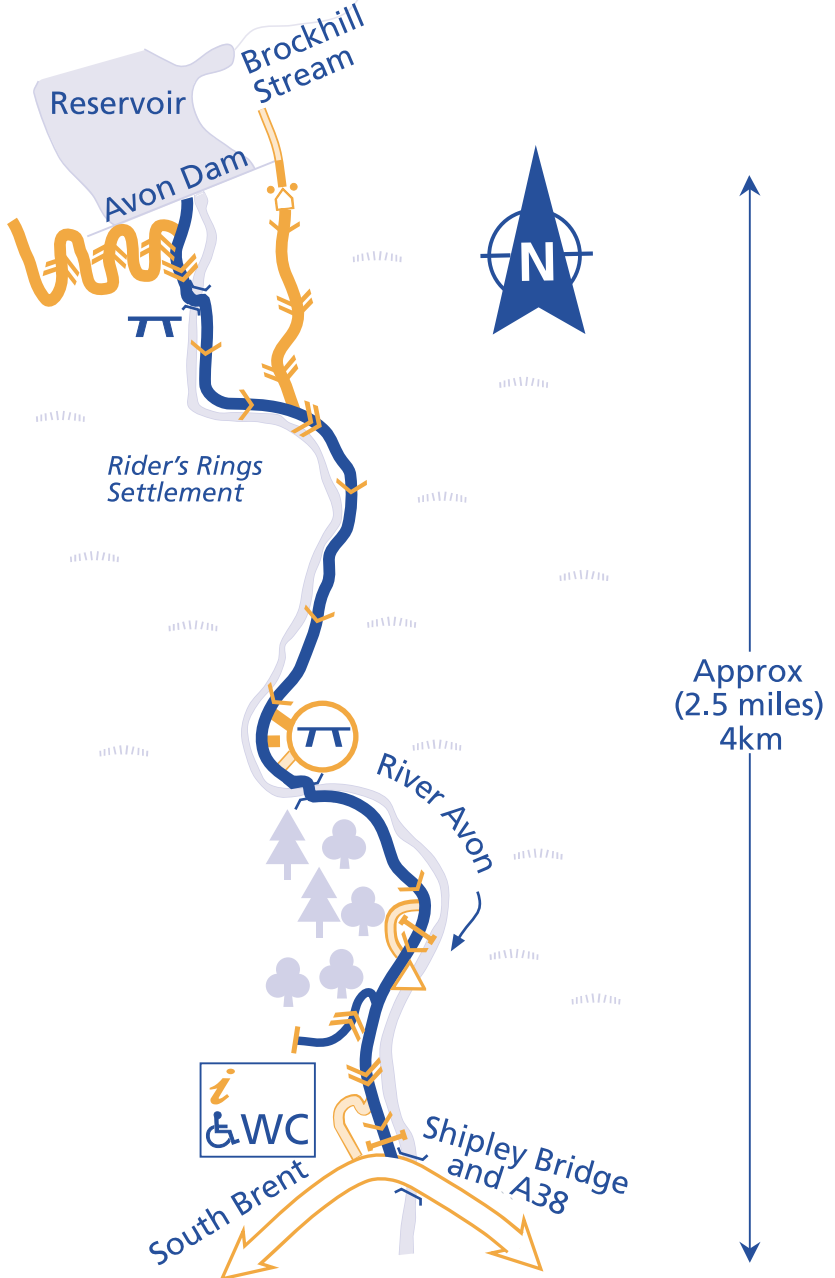 Brockhill
Stream
Reservoir
Avon Dam
N
Rider's Rings
Settlement
Approx
(2.5 miles)
4km
River Avon
i
WC
Shipley Bridge
and A38
South Brent